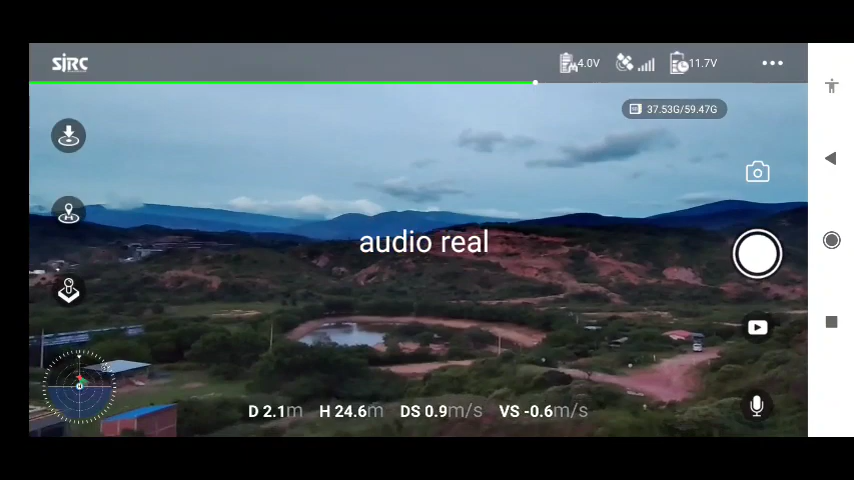 SJRC
4.0V
11.7V
37.53G/59.47G
audio real
D 2.1m H 24.6m DS 0.9m/s VS -0.6m/s